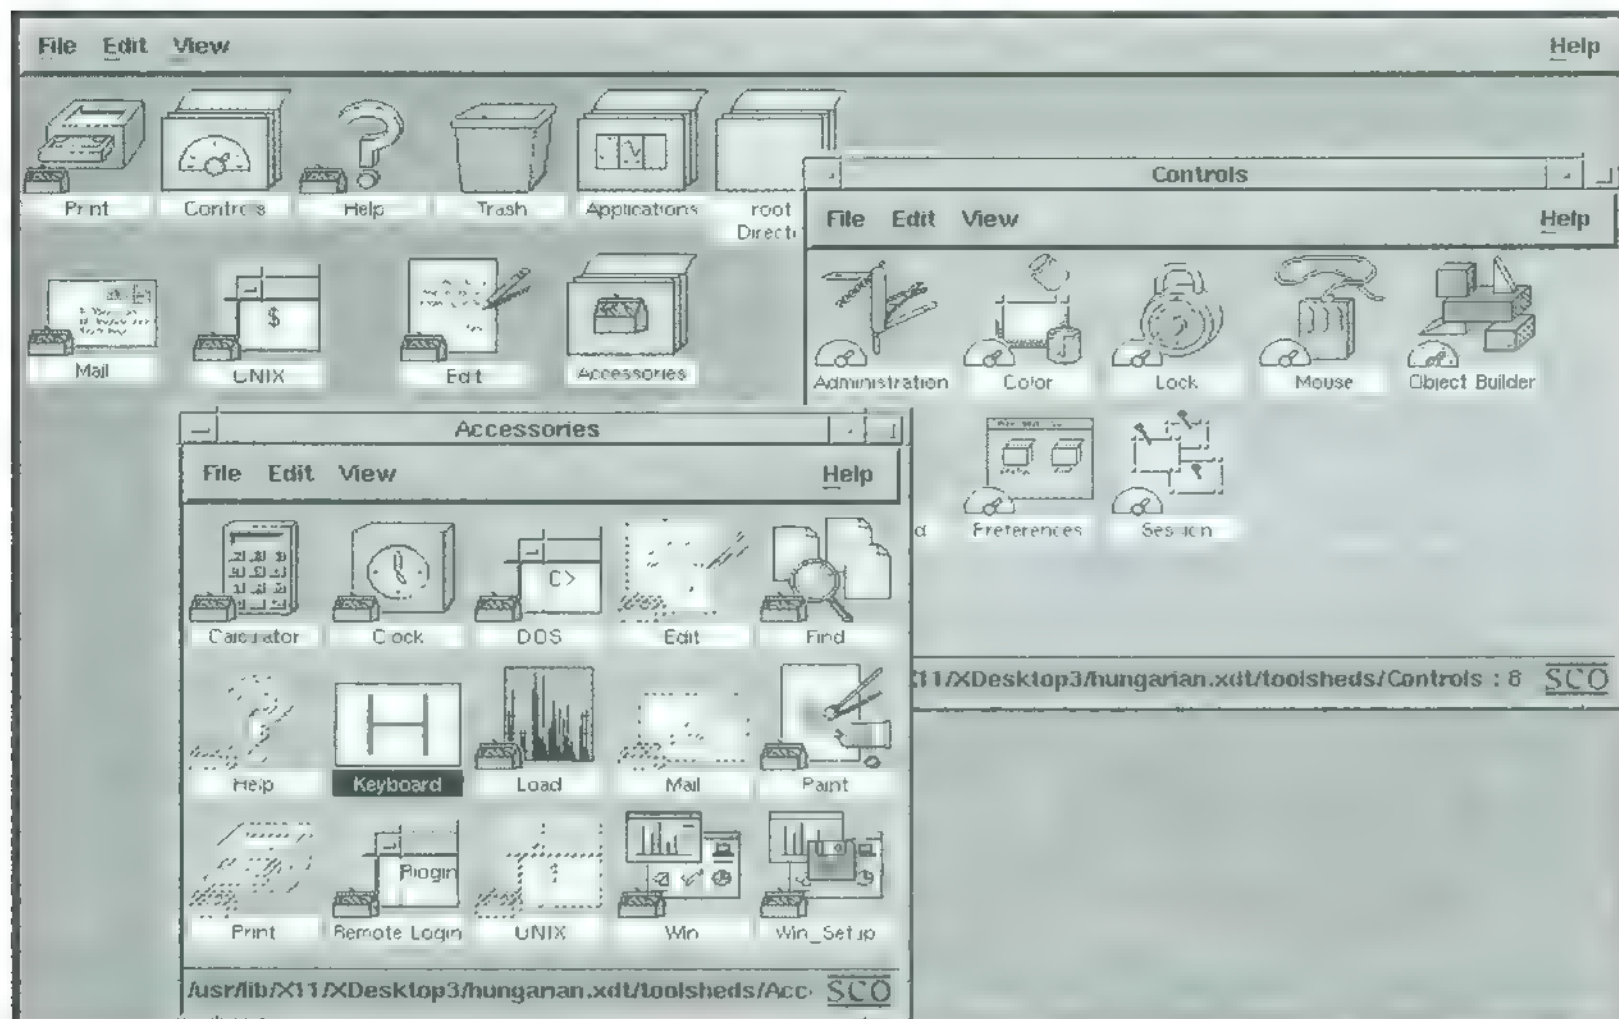 File Edit View Help
Print Controls Help Trash Applications root
Mail UNIX Edit Accessories
$
Controls
File Edit View Help
Administration Color Lock Mouse Object Builder
Preferences Session
11/XDesktop3/hungarian.xdt/toolsheds/Controls : 8 SCO
Accessories
File Edit View Help
C>
Calculator Clock DOS Edit Find
Help Keyboard Load Mail Paint
Rlogin
Print Remote Login UNIX Win Win_Setup
/usr/lib/X11/XDesktop3/hungarian.xdt/toolsheds/Acc SCO